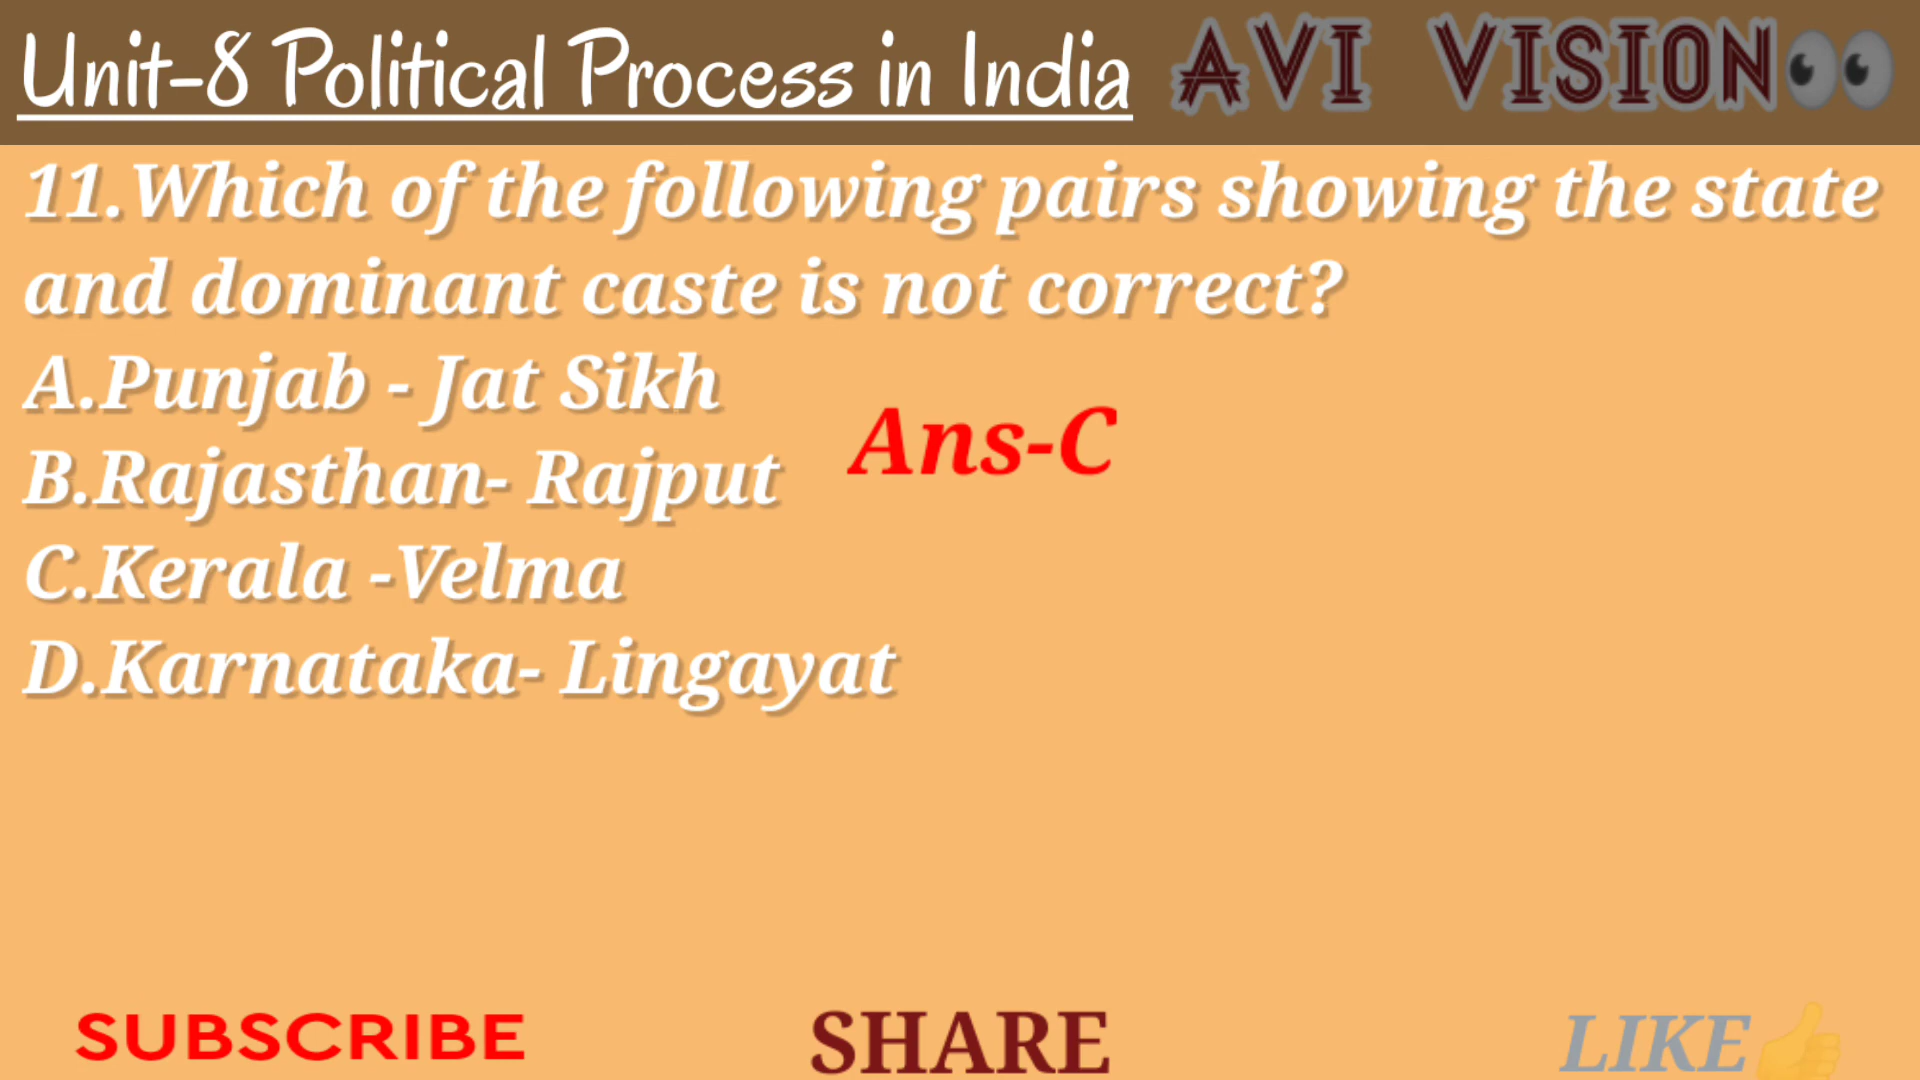 Unit-8 Political Process in India
AVI VISION
11.Which of the following pairs showing the state
and dominant caste is not correct?
A.Punjab - Jat Sikh
Ans-C
B.Rajasthan- Rajput
C.Kerala -Velma
D.Karnataka- Lingayat
SUBSCRIBE
SHARE
LIKE